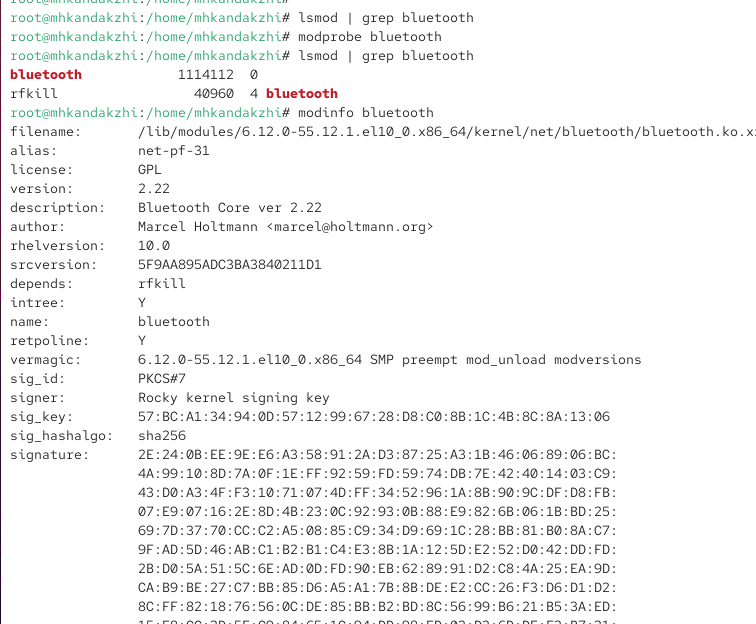 root@mhkandakzhi:/home/mhkandakzhi# lsmod | grep bluetooth
root@mhkandakzhi:/home/mhkandakzhi# modprobe bluetooth
root@mhkandakzhi:/home/mhkandakzhi# lsmod | grep bluetooth
bluetooth            1114112  0
rfkill                 40960  4 bluetooth
root@mhkandakzhi:/home/mhkandakzhi# modinfo bluetooth
filename:       /lib/modules/6.12.0-55.12.1.el10_0.x86_64/kernel/net/bluetooth/bluetooth.ko.x
alias:          net-pf-31
license:        GPL
version:        2.22
description:    Bluetooth Core ver 2.22
author:         Marcel Holtmann <marcel@holtmann.org>
rhelversion:    10.0
srcversion:     5F9AA895ADC3BA3840211D1
depends:        rfkill
intree:         Y
name:           bluetooth
retpoline:      Y
vermagic:       6.12.0-55.12.1.el10_0.x86_64 SMP preempt mod_unload modversions
sig_id:         PKCS#7
signer:         Rocky kernel signing key
sig_key:        57:BC:A1:34:94:0D:57:12:99:67:28:D8:C0:8B:1C:4B:8C:8A:13:06
sig_hashalgo:   sha256
signature:      2E:24:0B:EE:9E:E6:A3:58:91:2A:D3:87:25:A3:1B:46:06:89:06:BC:
4A:99:10:8D:7A:0F:1E:FF:92:59:FD:59:74:DB:7E:42:40:14:03:C9:
43:D0:A3:4F:F3:10:71:07:4D:FF:34:52:96:1A:8B:90:9C:DF:D8:FB:
07:E9:07:16:2E:8D:4B:23:0C:92:93:0B:88:E9:82:6B:06:1B:BD:25:
69:7D:37:70:CC:C2:A5:08:85:C9:34:D9:69:1C:28:BB:81:B0:8A:C7:
9F:AD:5D:46:AB:C1:B2:B1:C4:E3:8B:1A:12:5D:E2:52:D0:42:DD:FD:
2B:D0:5A:51:5C:6E:AD:0D:FD:90:EB:62:89:91:D2:C8:4A:25:EA:9D:
CA:B9:BE:27:C7:BB:85:D6:A5:A1:7B:8B:DE:E2:CC:26:F3:D6:D1:D2:
8C:FF:82:18:76:56:0C:DE:85:BB:B2:BD:8C:56:99:B6:21:B5:3A:ED: